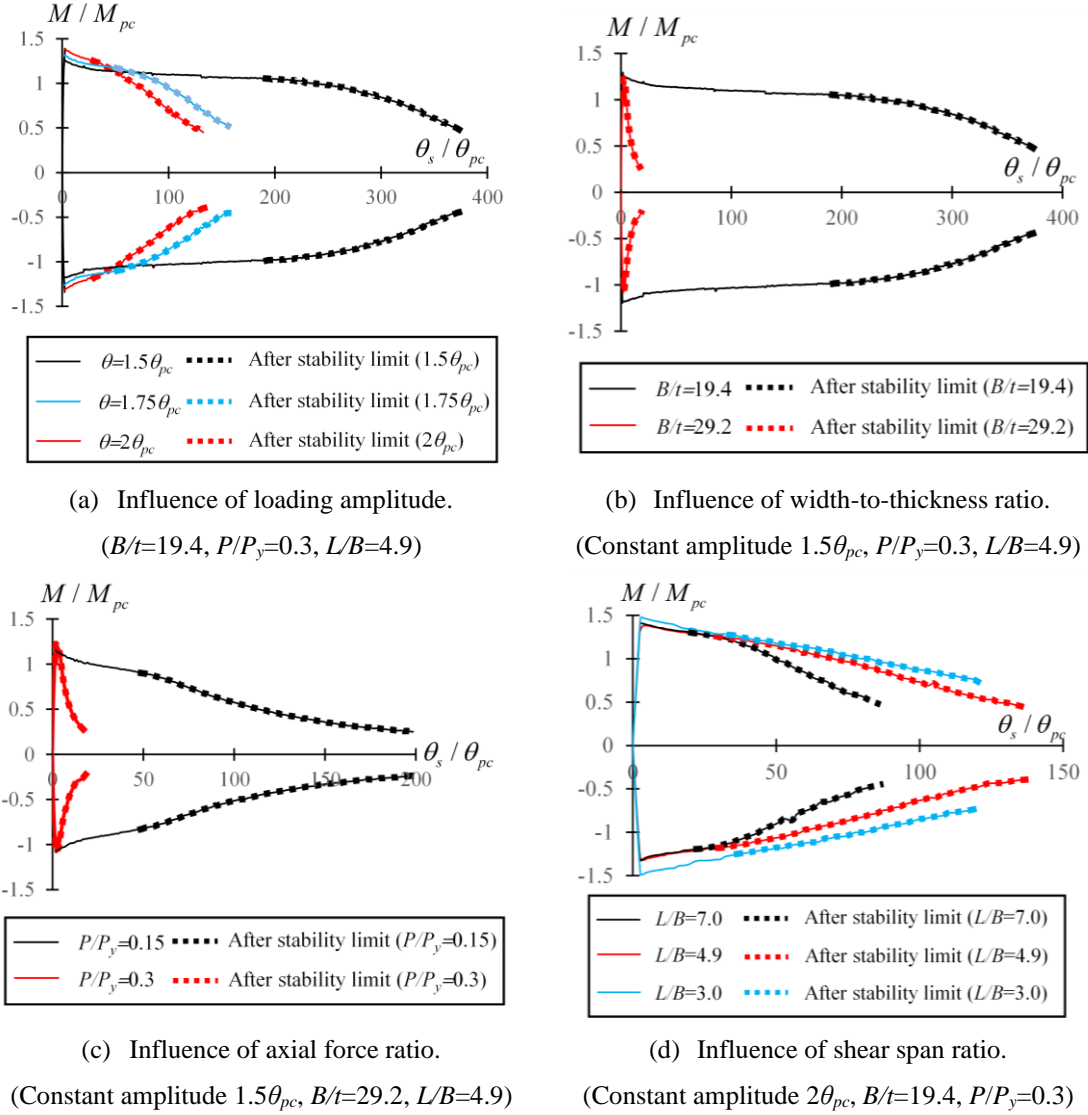 M / M_pc
1.5
1
0.5
0
-0.5
-1
-1.5
0 100 200 300 400
θ_s / θ_pc
θ=1.5θ_pc After stability limit (1.5θ_pc)
θ=1.75θ_pc After stability limit (1.75θ_pc)
θ=2θ_pc After stability limit (2θ_pc)
(a) Influence of loading amplitude.
(B/t=19.4, P/P_y=0.3, L/B=4.9)
M / M_pc
1.5
1
0.5
0
-0.5
-1
-1.5
0 100 200 300 400
θ_s / θ_pc
B/t=19.4 After stability limit (B/t=19.4)
B/t=29.2 After stability limit (B/t=29.2)
(b) Influence of width-to-thickness ratio.
(Constant amplitude 1.5θ_pc, P/P_y=0.3, L/B=4.9)
M / M_pc
1.5
1
0.5
0
-0.5
-1
-1.5
0 50 100 150 200
θ_s / θ_pc
P/P_y=0.15 After stability limit (P/P_y=0.15)
P/P_y=0.3 After stability limit (P/P_y=0.3)
(c) Influence of axial force ratio.
(Constant amplitude 1.5θ_pc, B/t=29.2, L/B=4.9)
M / M_pc
1.5
1
0.5
0
-0.5
-1
-1.5
0 50 100 150
θ_s / θ_pc
L/B=7.0 After stability limit (L/B=7.0)
L/B=4.9 After stability limit (L/B=4.9)
L/B=3.0 After stability limit (L/B=3.0)
(d) Influence of shear span ratio.
(Constant amplitude 2θ_pc, B/t=19.4, P/P_y=0.3)